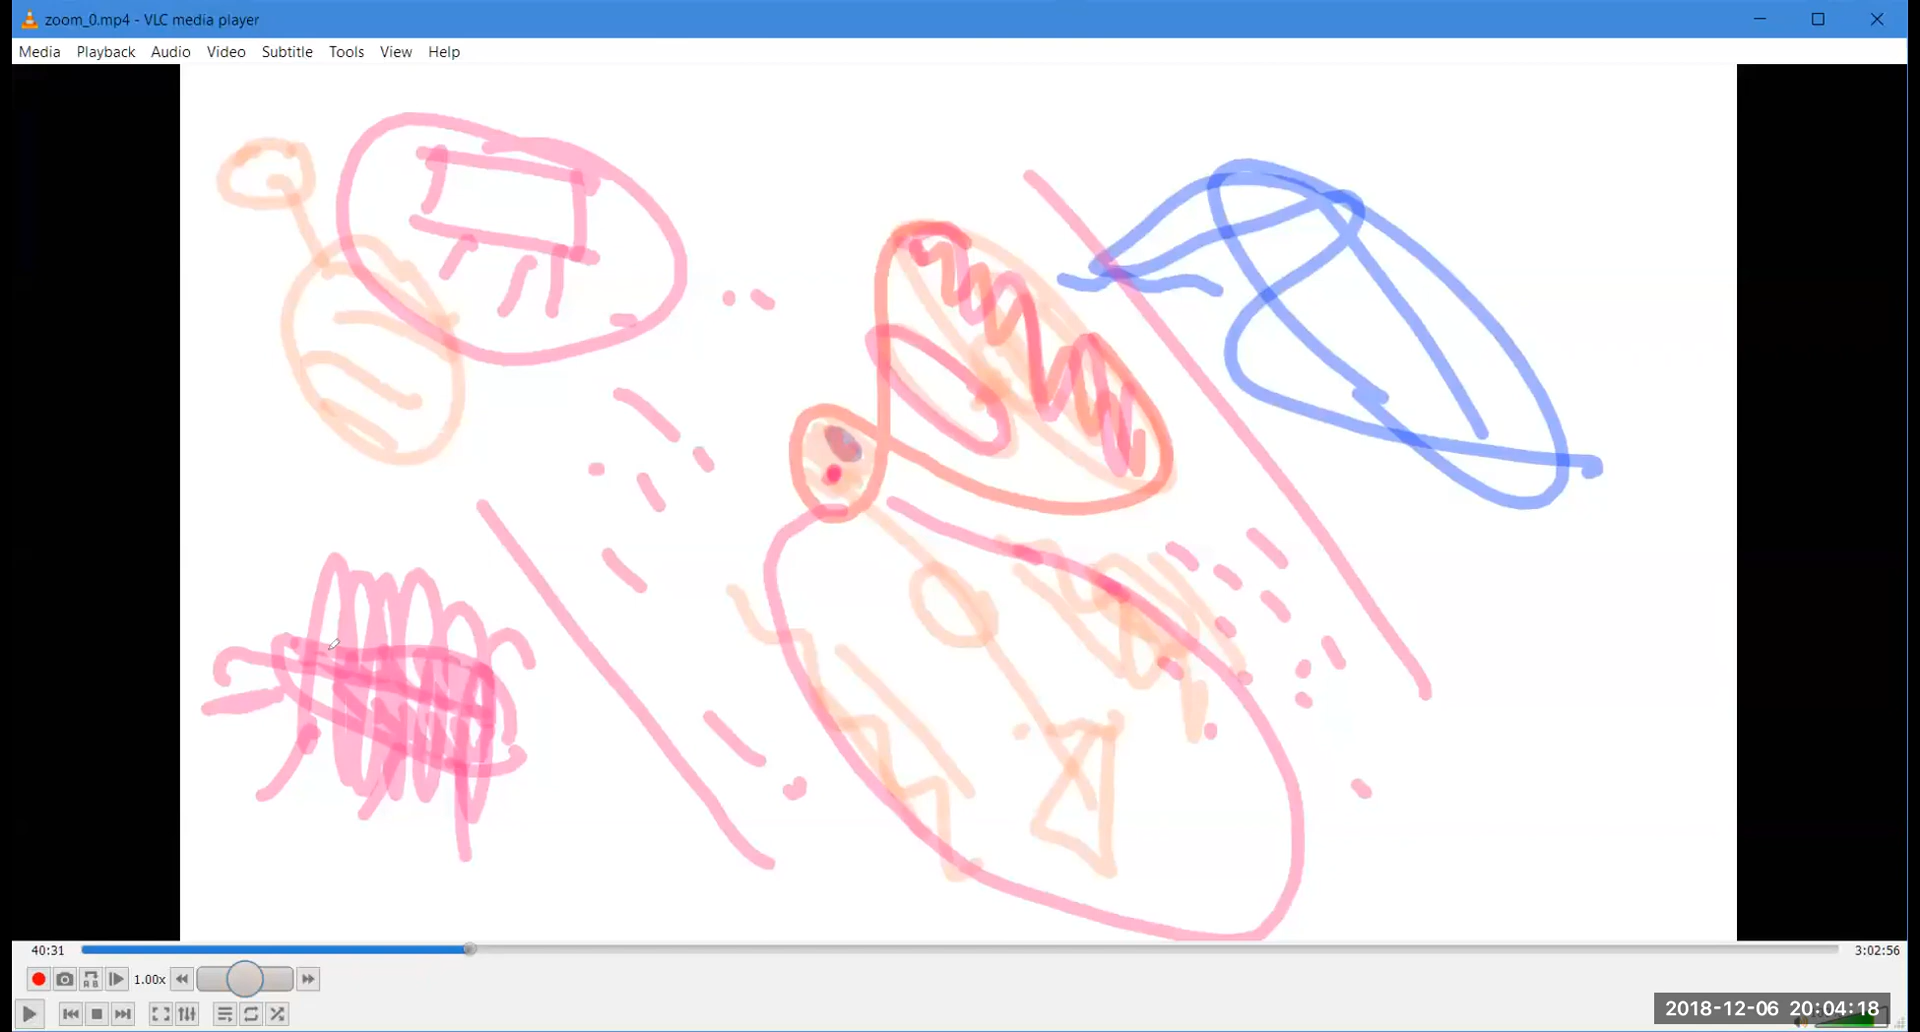 zoom_0.mp4 - VLC media player
Media Playback Audio Video Subtitle Tools View Help
40:31
3:02:56
1.00x
2018-12-06 20:04:18